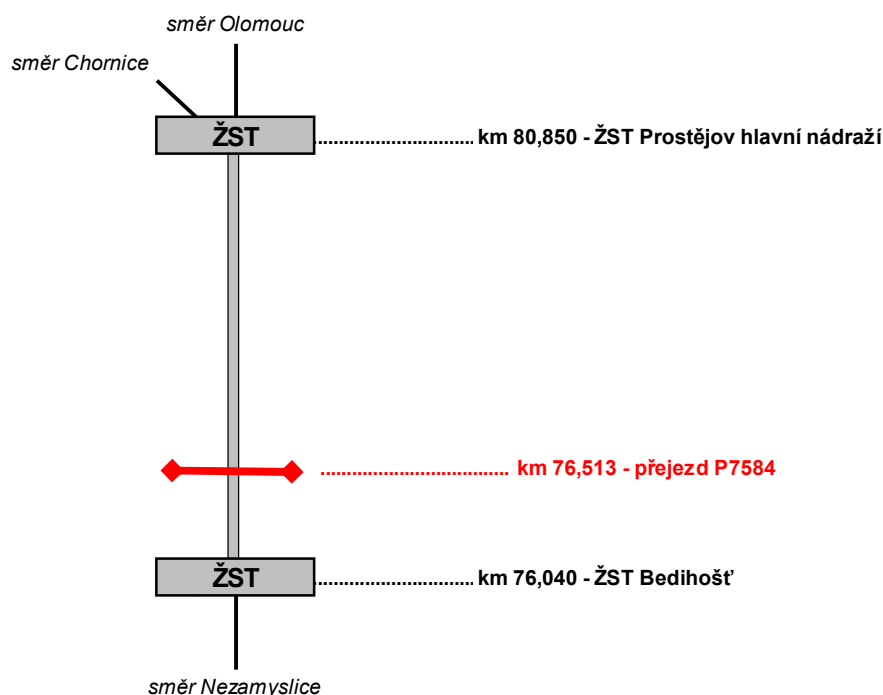 směr Olomouc
směr Chornice
ŽST
km 80,850 - ŽST Prostějov hlavní nádraží
km 76,513 - přejezd P7584
ŽST
km 76,040 - ŽST Bedihošť
směr Nezamyslice